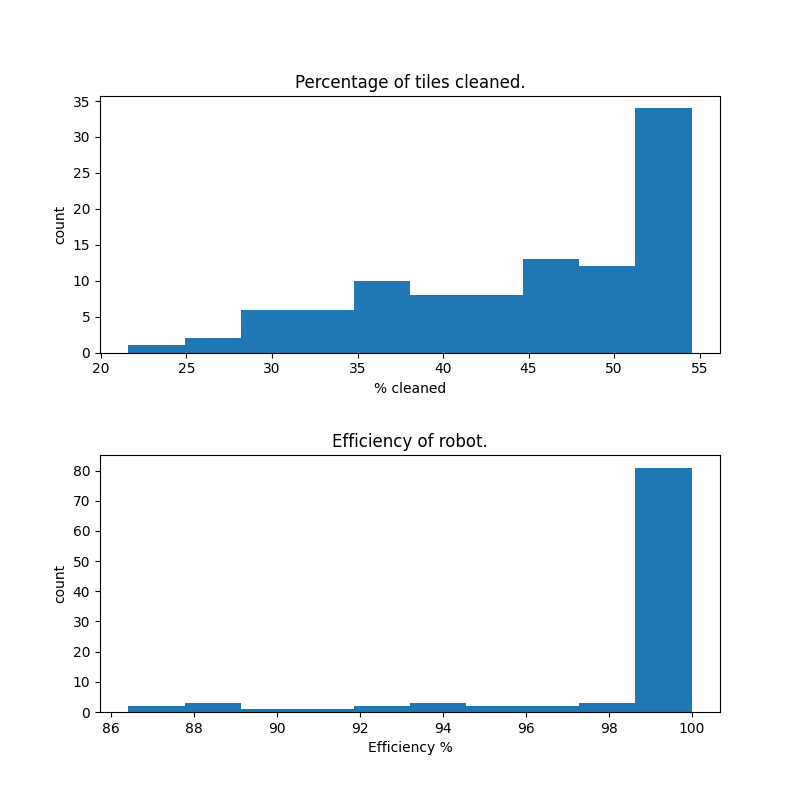 Percentage of tiles cleaned.
35
30
25
20
15
10
5
0
count
20 25 30 35 40 45 50 55
% cleaned
Efficiency of robot.
80
70
60
50
40
30
20
10
0
count
86 88 90 92 94 96 98 100
Efficiency %